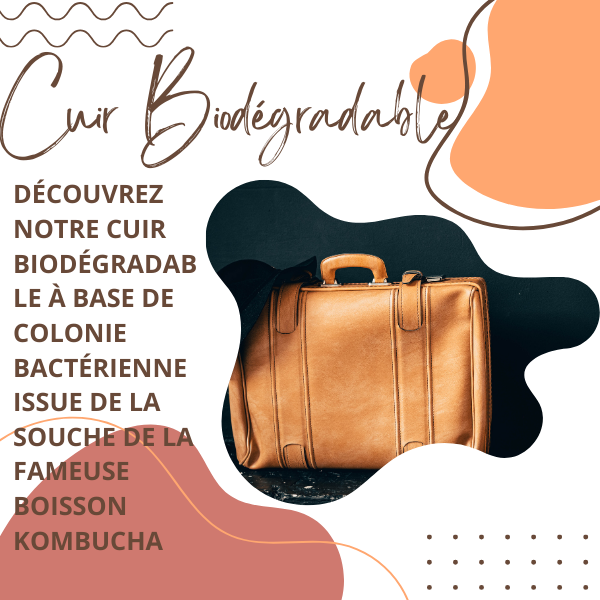 Cuir Biodégradable
DÉCOUVREZ
NOTRE CUIR
BIODÉGRADAB
LE À BASE DE
COLONIE
BACTÉRIENNE
ISSUE DE LA
SOUCHE DE LA
FAMEUSE
BOISSON
KOMBUCHA